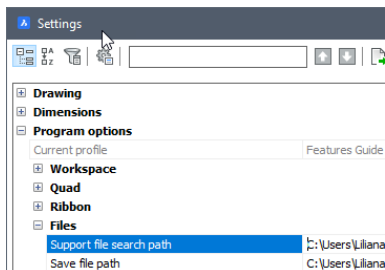 Settings
Drawing
Dimensions
Program options
Current profile Features Guide
Workspace
Quad
Ribbon
Files
Support file search path C:\Users\Liliana
Save file path C:\Users\Liliana